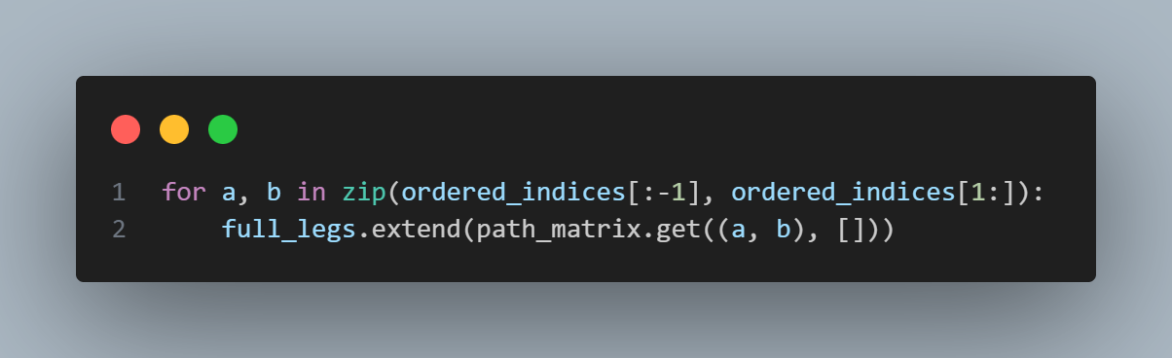 1 for a, b in zip(ordered_indices[:-1], ordered_indices[1:]):
2     full_legs.extend(path_matrix.get((a, b), []))